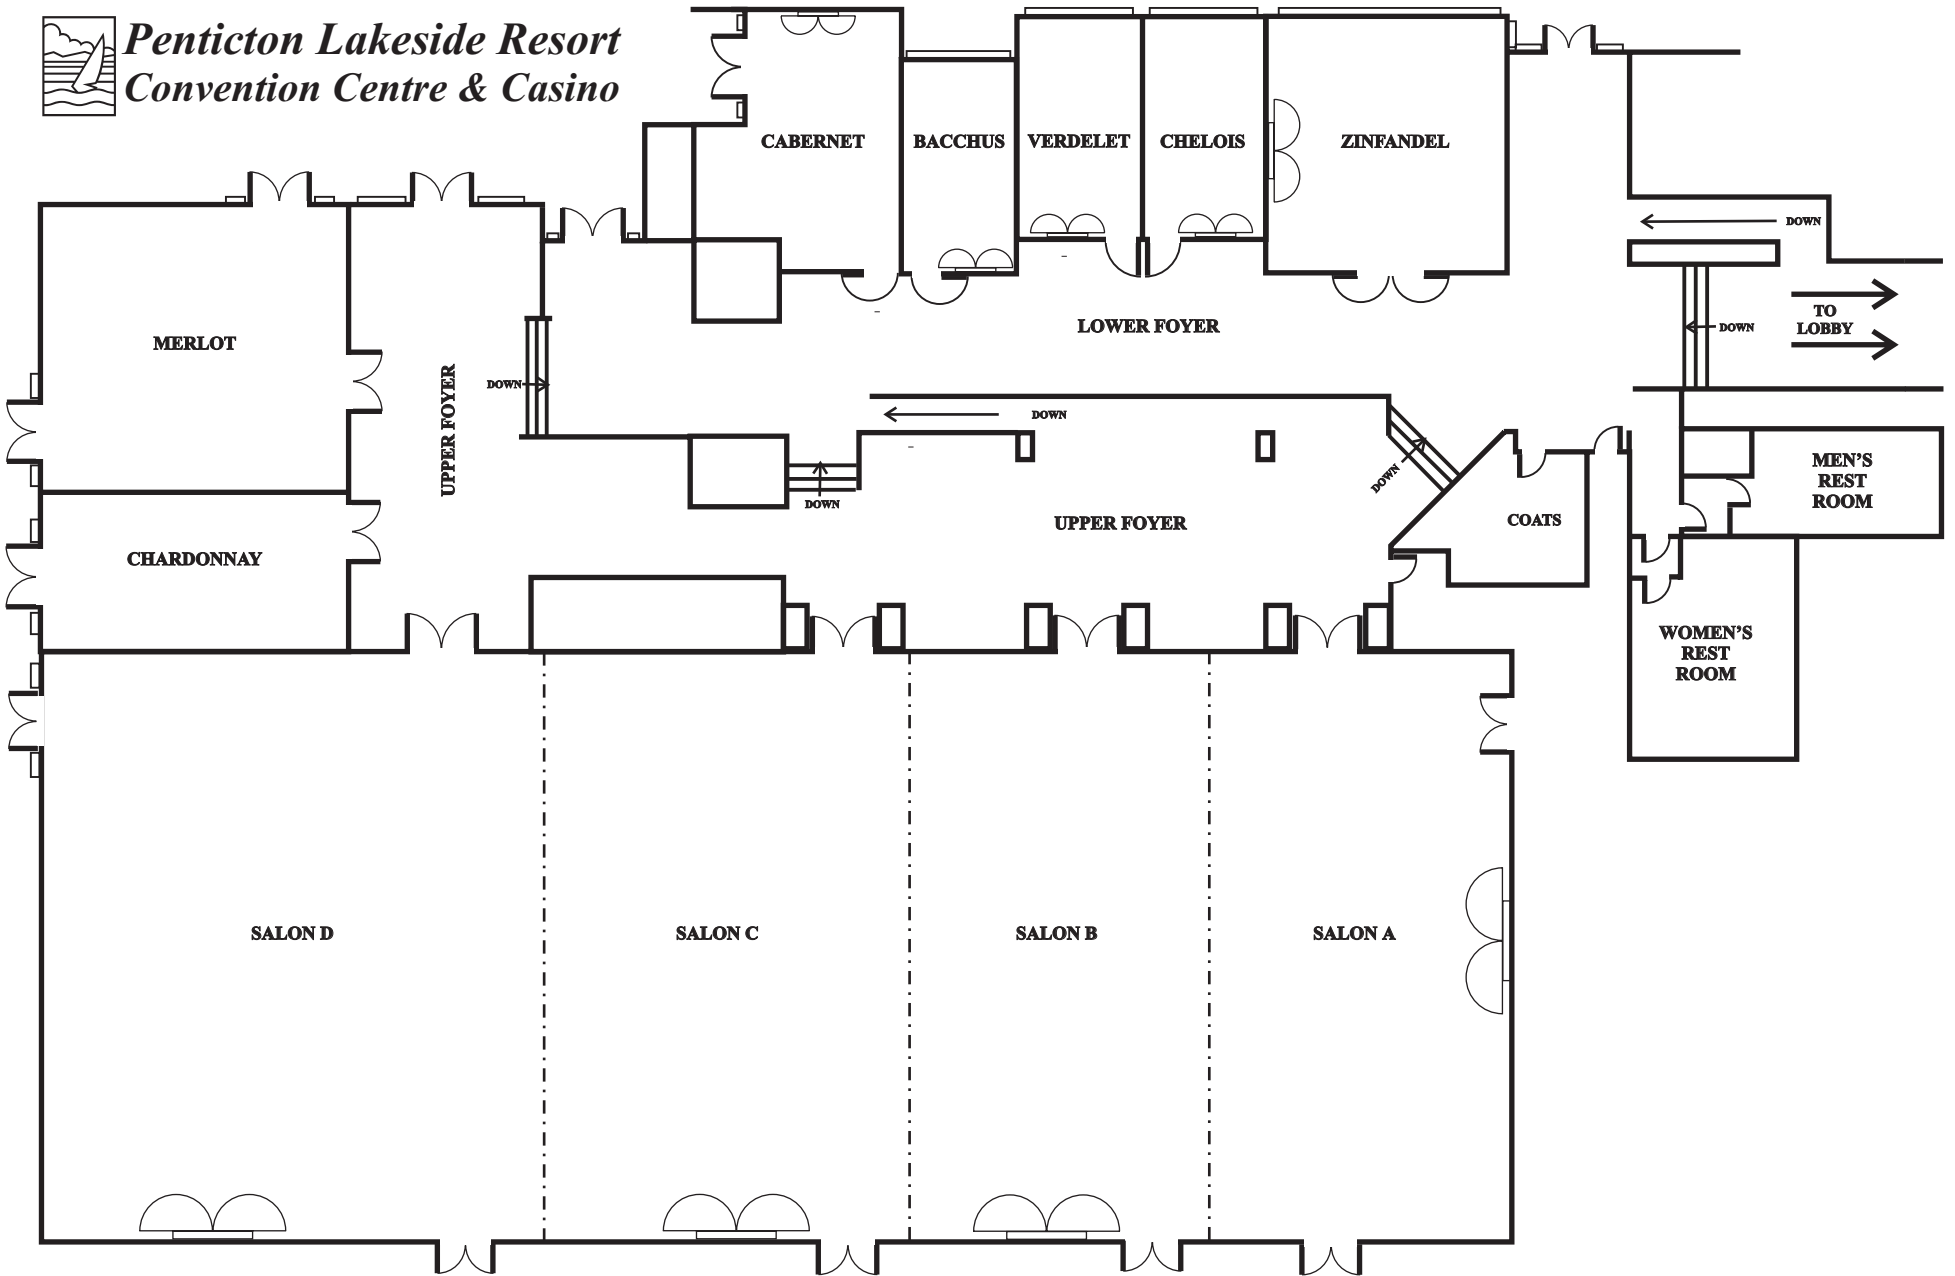 Penticton Lakeside Resort
Convention Centre & Casino
CABERNET
BACCHUS
VERDELET
CHELOIS
ZINFANDEL
DOWN
MERLOT
LOWER FOYER
TO
LOBBY
DOWN
DOWN
UPPER FOYER
DOWN
MEN'S
REST
ROOM
DOWN
DOWN
UPPER FOYER
COATS
CHARDONNAY
WOMEN'S
REST
ROOM
SALON D
SALON C
SALON B
SALON A